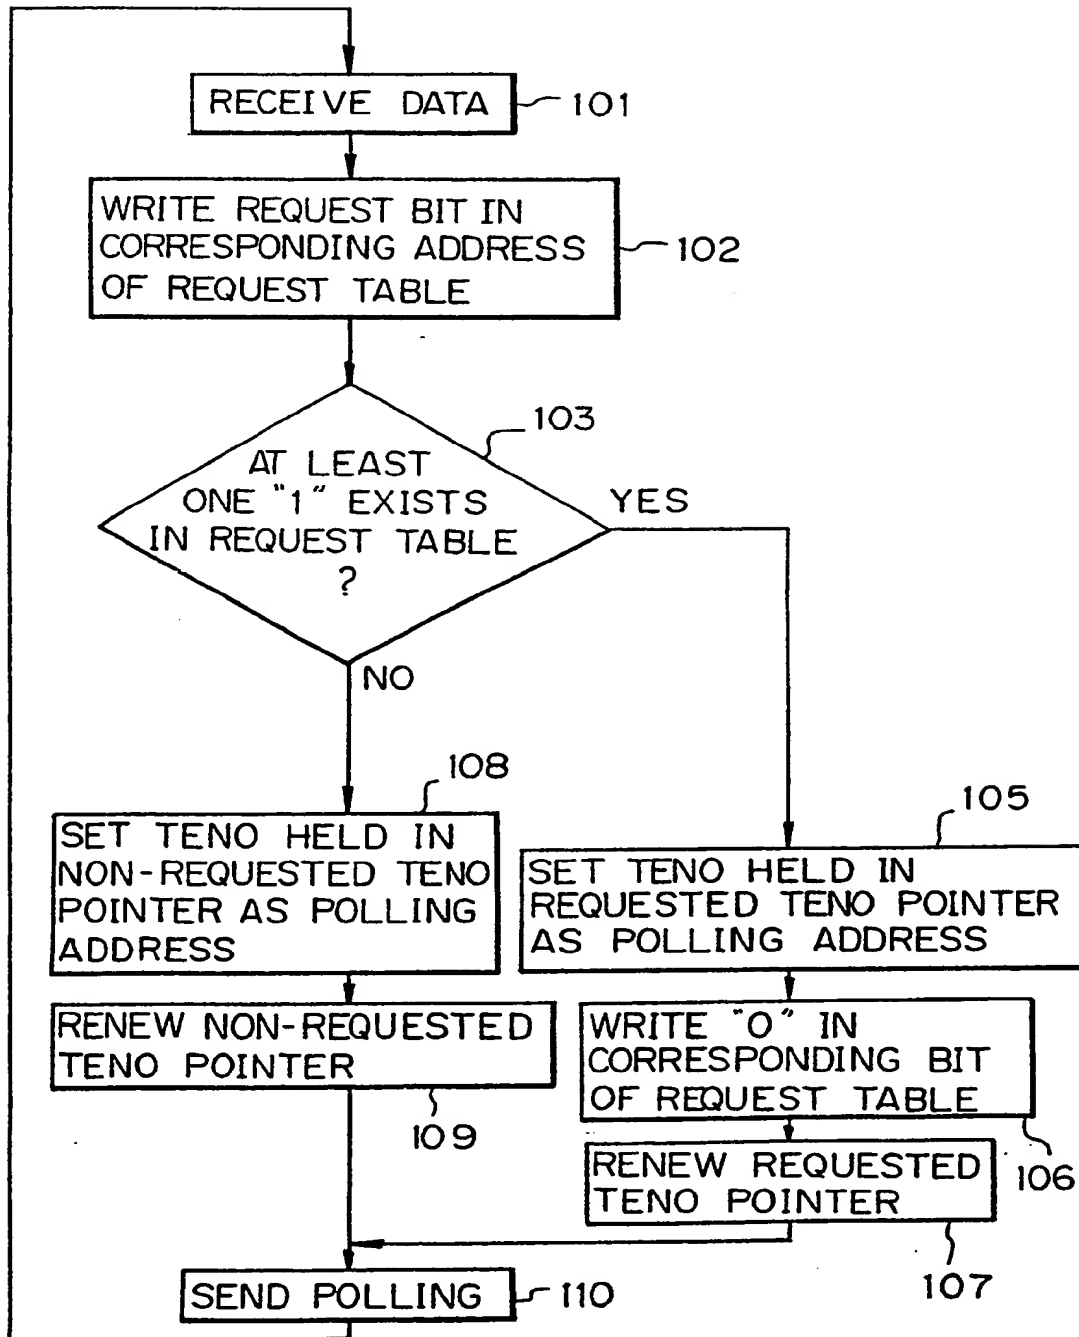 RECEIVE DATA
101
WRITE REQUEST BIT IN
CORRESPONDING ADDRESS
OF REQUEST TABLE
102
103
AT LEAST
ONE "1" EXISTS
IN REQUEST TABLE
?
YES
NO
108
SET TENO HELD IN
NON-REQUESTED TENO
POINTER AS POLLING
ADDRESS
105
SET TENO HELD IN
REQUESTED TENO POINTER
AS POLLING ADDRESS
RENEW NON-REQUESTED
TENO POINTER
109
WRITE "0" IN
CORRESPONDING BIT
OF REQUEST TABLE
106
RENEW REQUESTED
TENO POINTER
107
SEND POLLING
110